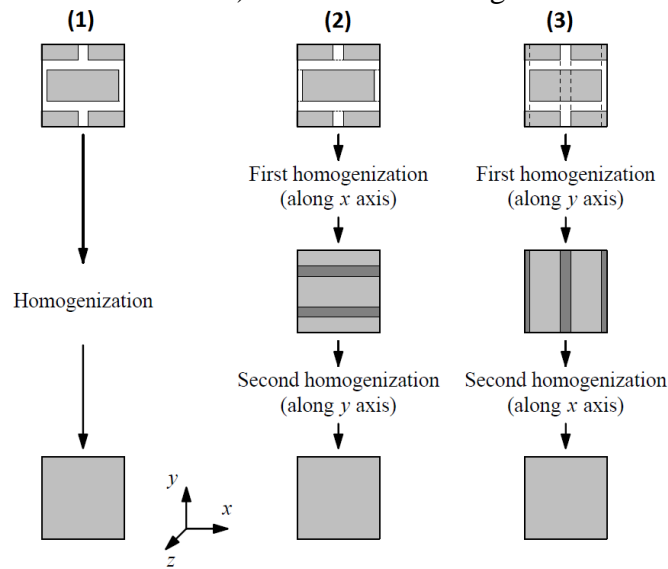 (1)
(2)
(3)
First homogenization
(along x axis)
First homogenization
(along y axis)
Homogenization
Second homogenization
(along y axis)
Second homogenization
(along x axis)
y
x
z